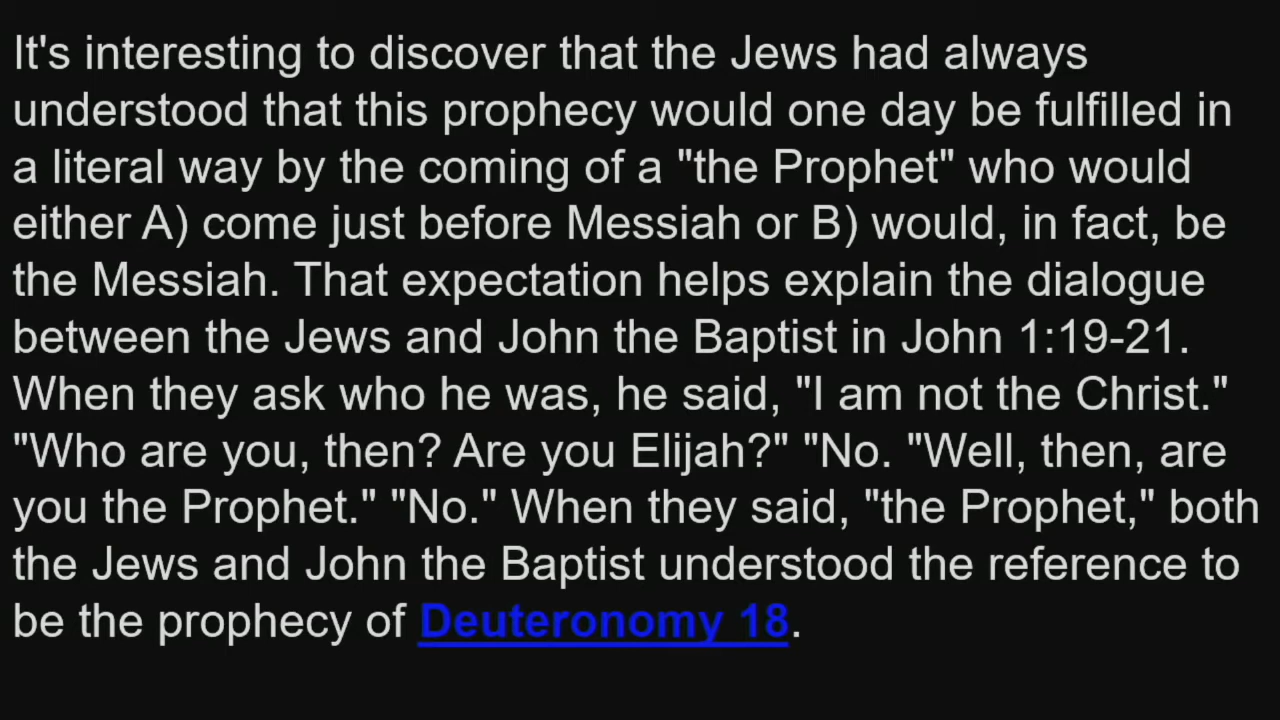 It's interesting to discover that the Jews had always
understood that this prophecy would one day be fulfilled in
a literal way by the coming of a "the Prophet" who would
either A) come just before Messiah or B) would, in fact, be
the Messiah. That expectation helps explain the dialogue
between the Jews and John the Baptist in John 1:19-21.
When they ask who he was, he said, "I am not the Christ."
"Who are you, then? Are you Elijah?" "No. "Well, then, are
you the Prophet." "No." When they said, "the Prophet," both
the Jews and John the Baptist understood the reference to
be the prophecy of Deuteronomy 18.